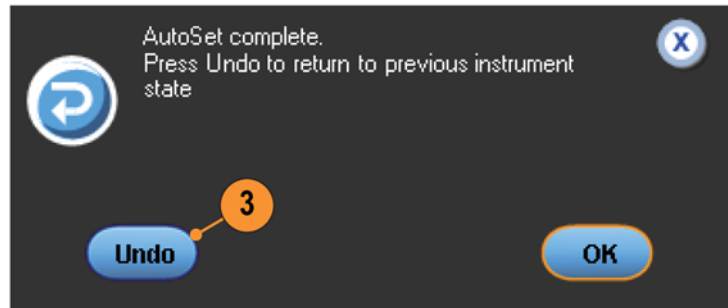 AutoSet complete.
Press Undo to return to previous instrument
state
X
3
Undo
OK